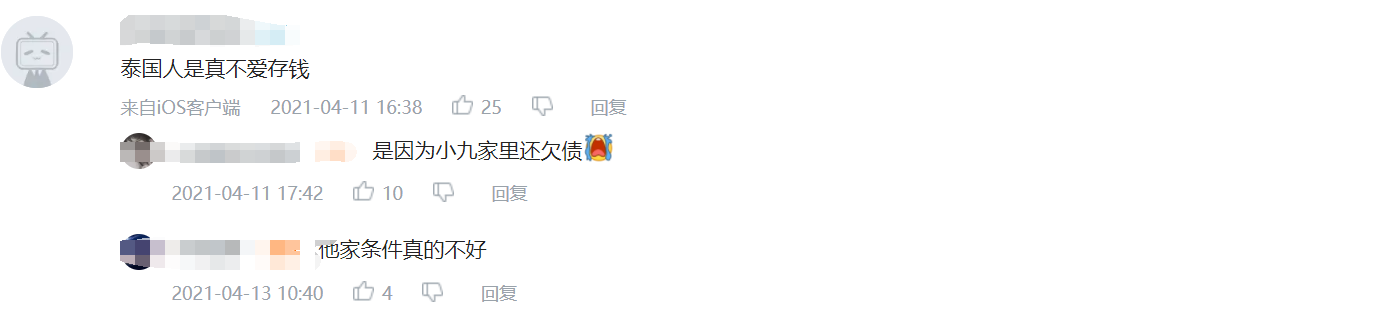 泰国人是真不爱存钱
来自iOS客户端 2021-04-11 16:38 25 回复
是因为小九家里还欠债
2021-04-11 17:42 10 回复
他家条件真的不好
2021-04-13 10:40 4 回复